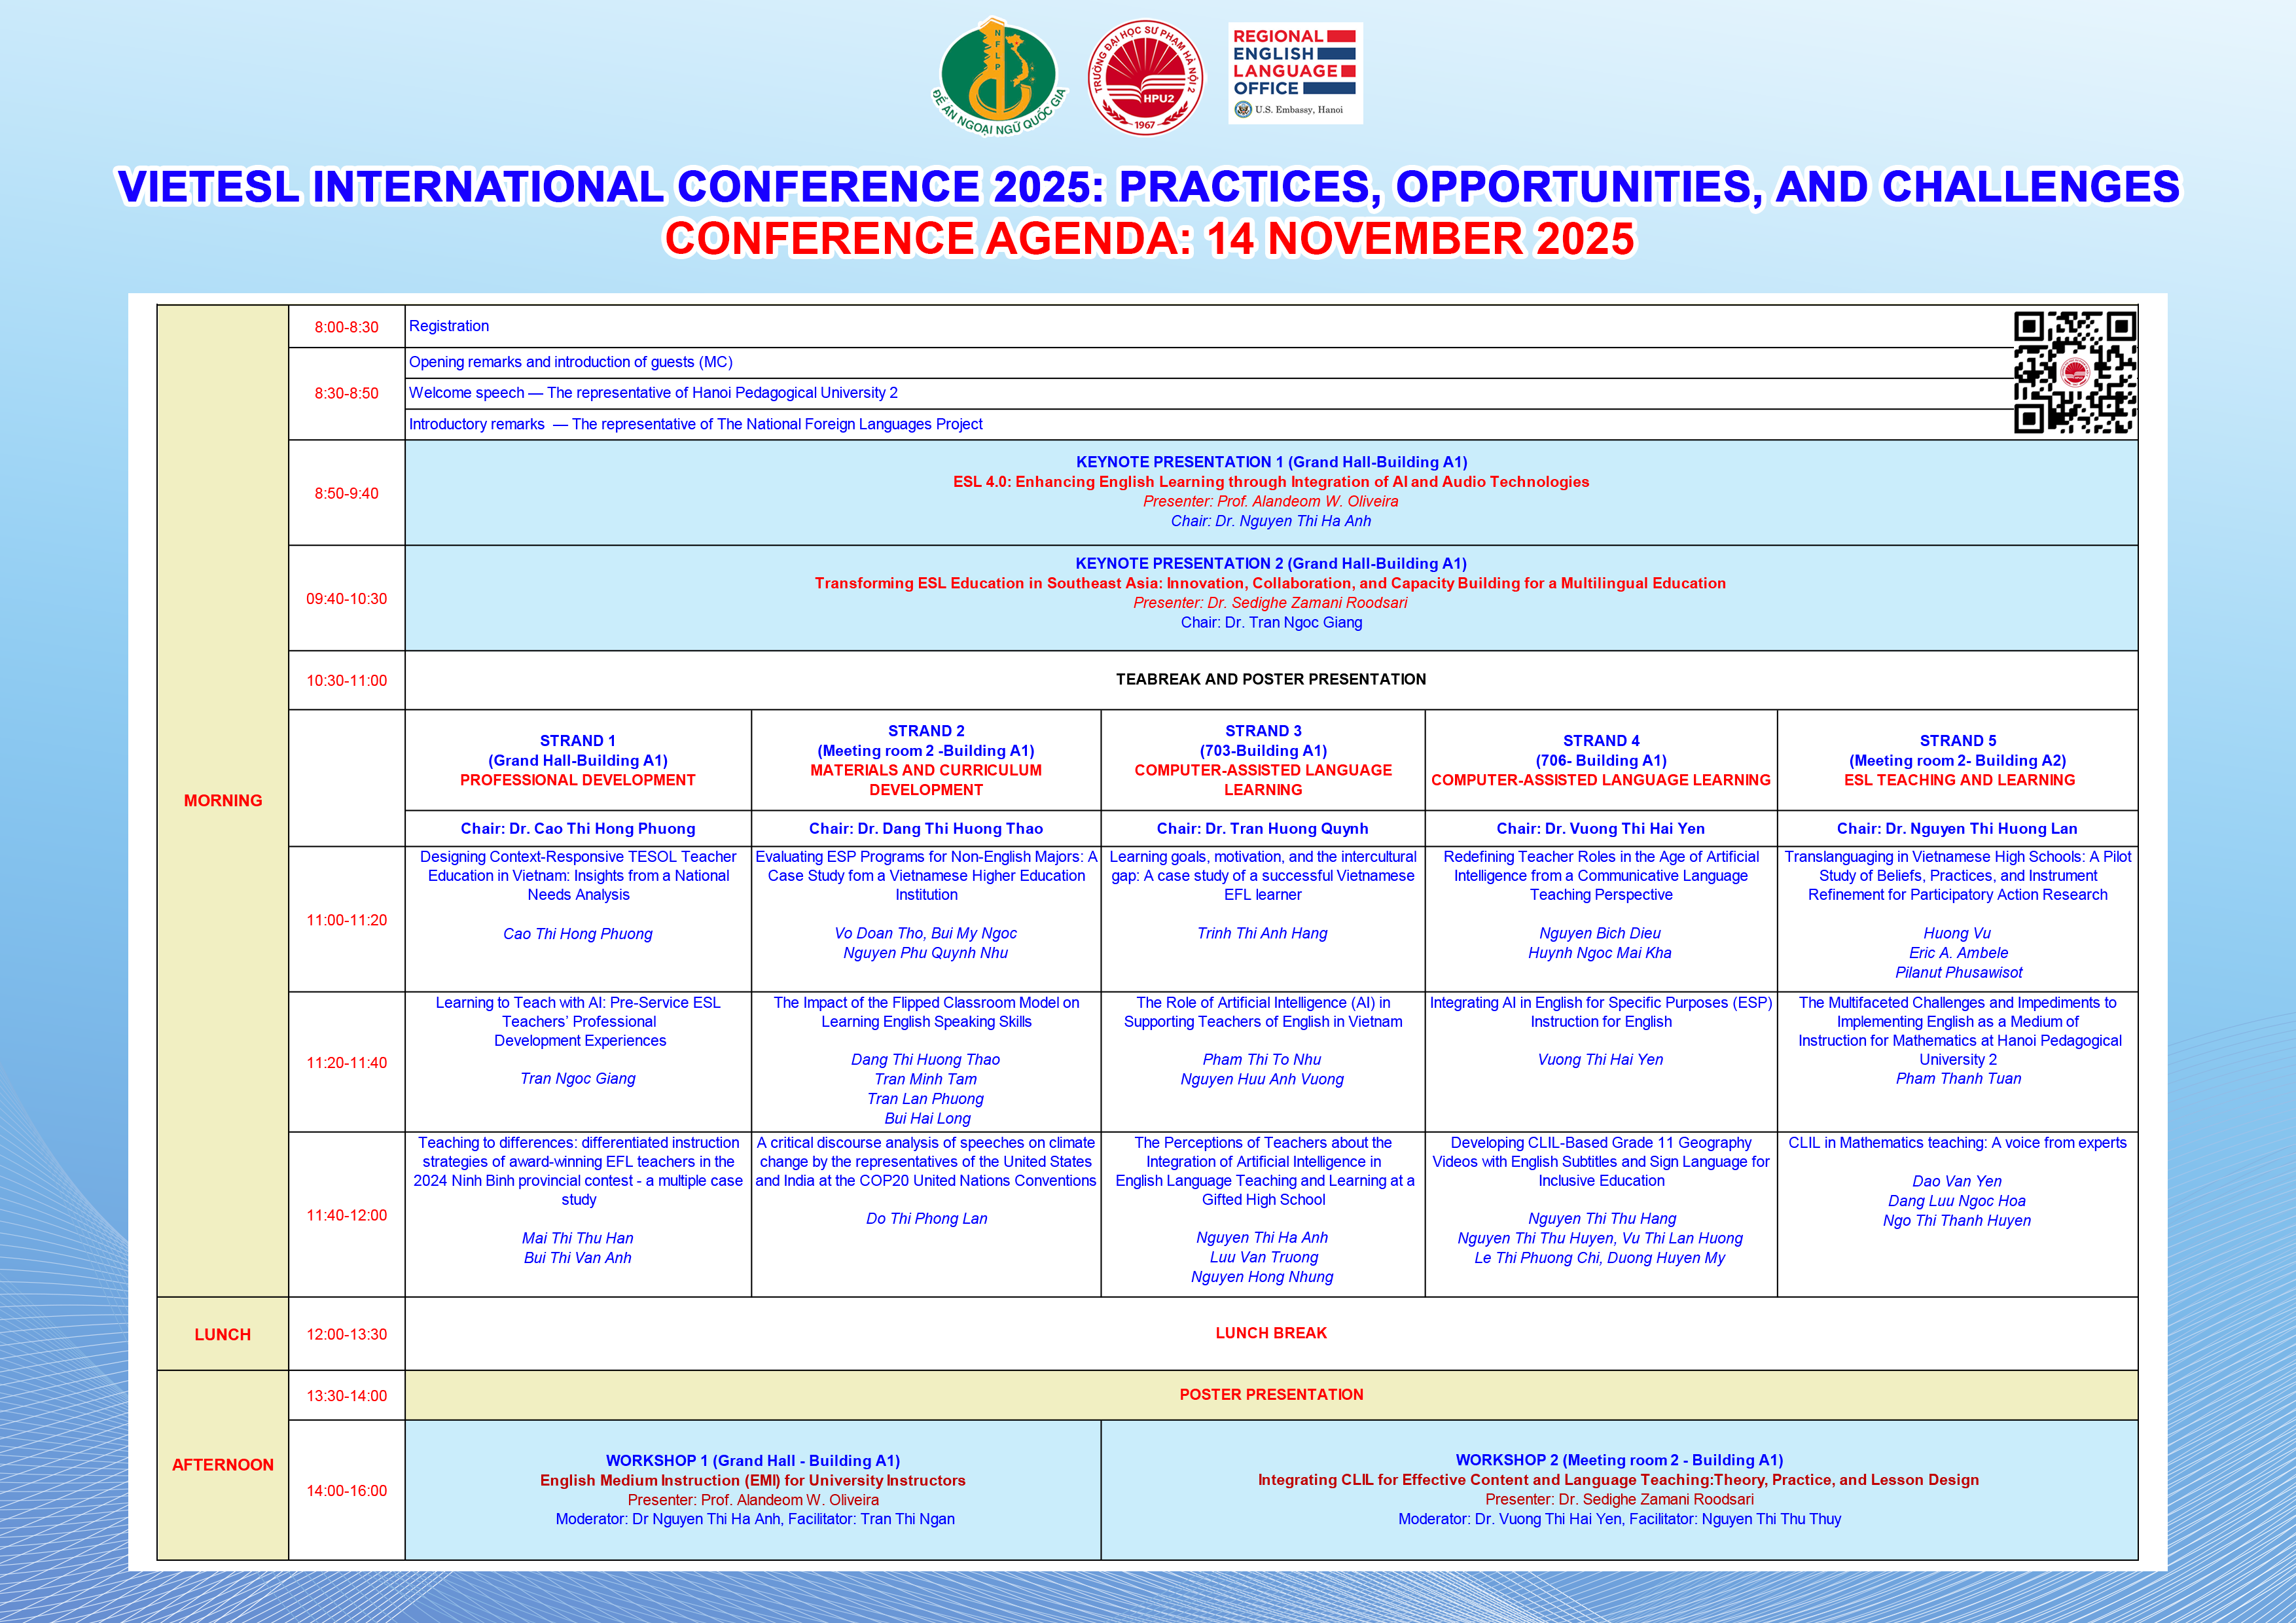 NFLP
ĐỀ ÁN NGOẠI NGỮ QUỐC GIA
TRƯỜNG ĐẠI HỌC SƯ PHẠM HÀ NỘI 2
HPU2
1967
REGIONAL
ENGLISH
LANGUAGE
OFFICE
U.S. Embassy, Hanoi
VIETESL INTERNATIONAL CONFERENCE 2025: PRACTICES, OPPORTUNITIES, AND CHALLENGES
CONFERENCE AGENDA: 14 NOVEMBER 2025
MORNING
8:00-8:30
Registration
8:30-8:50
Opening remarks and introduction of guests (MC)
Welcome speech — The representative of Hanoi Pedagogical University 2
Introductory remarks — The representative of The National Foreign Languages Project
8:50-9:40
KEYNOTE PRESENTATION 1 (Grand Hall-Building A1)
ESL 4.0: Enhancing English Learning through Integration of AI and Audio Technologies
Presenter: Prof. Alandeom W. Oliveira
Chair: Dr. Nguyen Thi Ha Anh
09:40-10:30
KEYNOTE PRESENTATION 2 (Grand Hall-Building A1)
Transforming ESL Education in Southeast Asia: Innovation, Collaboration, and Capacity Building for a Multilingual Education
Presenter: Dr. Sedighe Zamani Roodsari
Chair: Dr. Tran Ngoc Giang
10:30-11:00
TEABREAK AND POSTER PRESENTATION
STRAND 1
(Grand Hall-Building A1)
PROFESSIONAL DEVELOPMENT
STRAND 2
(Meeting room 2 -Building A1)
MATERIALS AND CURRICULUM
DEVELOPMENT
STRAND 3
(703-Building A1)
COMPUTER-ASSISTED LANGUAGE
LEARNING
STRAND 4
(706- Building A1)
COMPUTER-ASSISTED LANGUAGE LEARNING
STRAND 5
(Meeting room 2- Building A2)
ESL TEACHING AND LEARNING
Chair: Dr. Cao Thi Hong Phuong
Chair: Dr. Dang Thi Huong Thao
Chair: Dr. Tran Huong Quynh
Chair: Dr. Vuong Thi Hai Yen
Chair: Dr. Nguyen Thi Huong Lan
11:00-11:20
Designing Context-Responsive TESOL Teacher
Education in Vietnam: Insights from a National
Needs Analysis
Cao Thi Hong Phuong
Evaluating ESP Programs for Non-English Majors: A
Case Study fom a Vietnamese Higher Education
Institution
Vo Doan Tho, Bui My Ngoc
Nguyen Phu Quynh Nhu
Learning goals, motivation, and the intercultural
gap: A case study of a successful Vietnamese
EFL learner
Trinh Thi Anh Hang
Redefining Teacher Roles in the Age of Artificial
Intelligence from a Communicative Language
Teaching Perspective
Nguyen Bich Dieu
Huynh Ngoc Mai Kha
Translanguaging in Vietnamese High Schools: A Pilot
Study of Beliefs, Practices, and Instrument
Refinement for Participatory Action Research
Huong Vu
Eric A. Ambele
Pilanut Phusawisot
11:20-11:40
Learning to Teach with AI: Pre-Service ESL
Teachers’ Professional
Development Experiences
Tran Ngoc Giang
The Impact of the Flipped Classroom Model on
Learning English Speaking Skills
Dang Thi Huong Thao
Tran Minh Tam
Tran Lan Phuong
Bui Hai Long
The Role of Artificial Intelligence (AI) in
Supporting Teachers of English in Vietnam
Pham Thi To Nhu
Nguyen Huu Anh Vuong
Integrating AI in English for Specific Purposes (ESP)
Instruction for English
Vuong Thi Hai Yen
The Multifaceted Challenges and Impediments to
Implementing English as a Medium of
Instruction for Mathematics at Hanoi Pedagogical
University 2
Pham Thanh Tuan
11:40-12:00
Teaching to differences: differentiated instruction
strategies of award-winning EFL teachers in the
2024 Ninh Binh provincial contest - a multiple case
study
Mai Thi Thu Han
Bui Thi Van Anh
A critical discourse analysis of speeches on climate
change by the representatives of the United States
and India at the COP20 United Nations Conventions
Do Thi Phong Lan
The Perceptions of Teachers about the
Integration of Artificial Intelligence in
English Language Teaching and Learning at a
Gifted High School
Nguyen Thi Ha Anh
Luu Van Truong
Nguyen Hong Nhung
Developing CLIL-Based Grade 11 Geography
Videos with English Subtitles and Sign Language for
Inclusive Education
Nguyen Thi Thu Hang
Nguyen Thi Thu Huyen, Vu Thi Lan Huong
Le Thi Phuong Chi, Duong Huyen My
CLIL in Mathematics teaching: A voice from experts
Dao Van Yen
Dang Luu Ngoc Hoa
Ngo Thi Thanh Huyen
LUNCH
12:00-13:30
LUNCH BREAK
AFTERNOON
13:30-14:00
POSTER PRESENTATION
14:00-16:00
WORKSHOP 1 (Grand Hall - Building A1)
English Medium Instruction (EMI) for University Instructors
Presenter: Prof. Alandeom W. Oliveira
Moderator: Dr Nguyen Thi Ha Anh, Facilitator: Tran Thi Ngan
WORKSHOP 2 (Meeting room 2 - Building A1)
Integrating CLIL for Effective Content and Language Teaching:Theory, Practice, and Lesson Design
Presenter: Dr. Sedighe Zamani Roodsari
Moderator: Dr. Vuong Thi Hai Yen, Facilitator: Nguyen Thi Thu Thuy